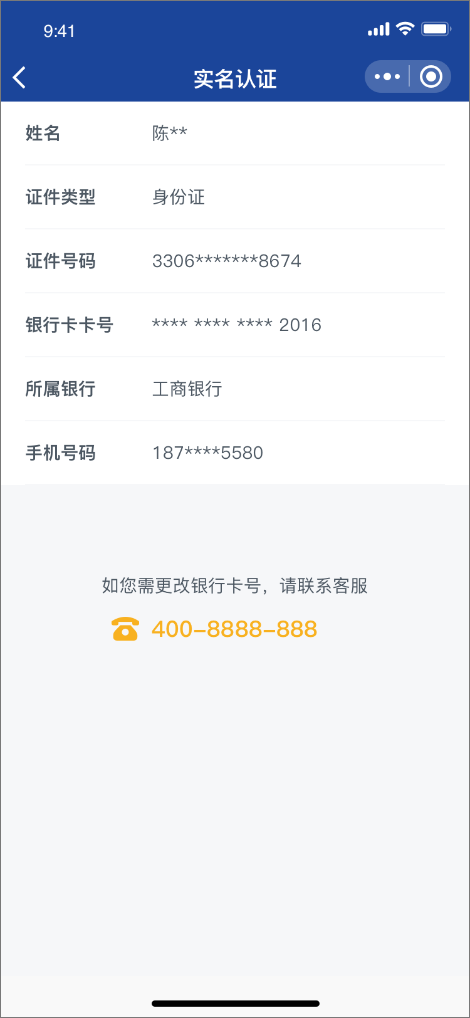 9:41
实名认证
姓名 陈**
证件类型 身份证
证件号码 3306*******8674
银行卡卡号 **** **** **** 2016
所属银行 工商银行
手机号码 187****5580
如您需更改银行卡号，请联系客服
400-8888-888